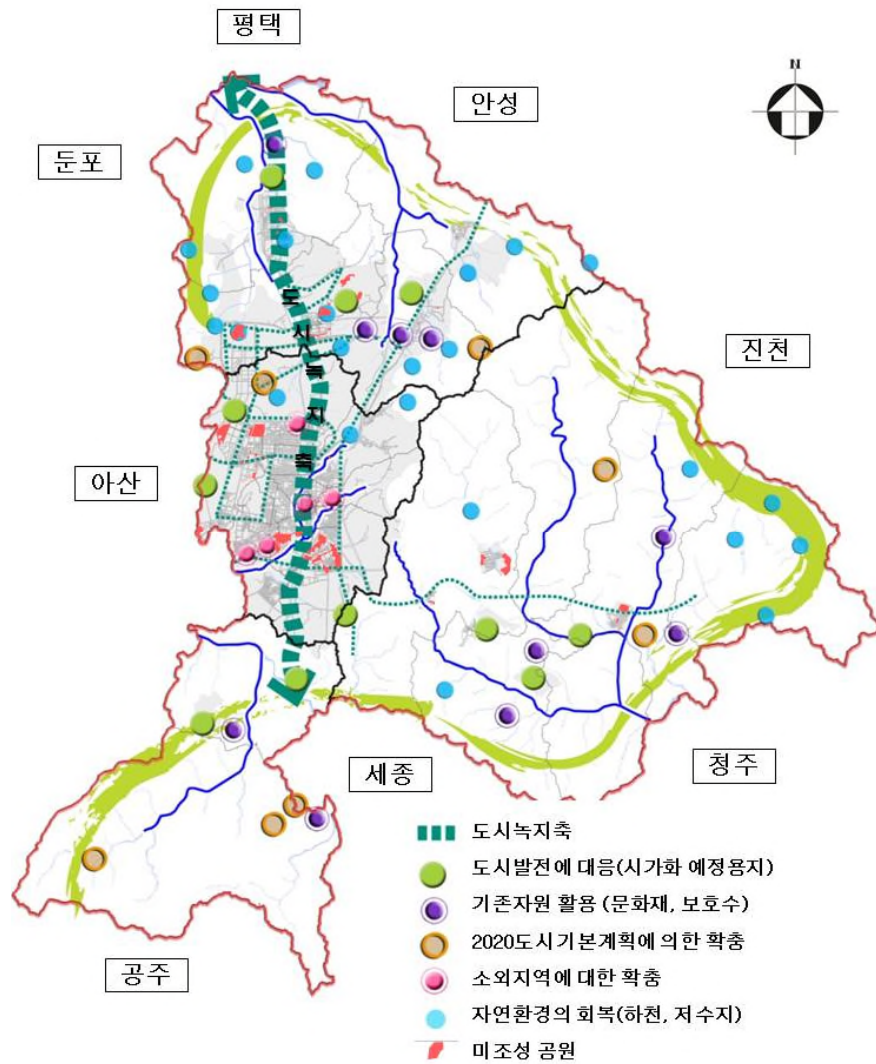 평택
N
안성
둔포
도시녹지축
진천
아산
세종
청주
공주
도시녹지축
도시발전에 대응(시가화 예정용지)
기존자원 활용 (문화재, 보호수)
2020도시기본계획에 의한 확충
소외지역에 대한 확충
자연환경의 회복(하천, 저수지)
미조성 공원